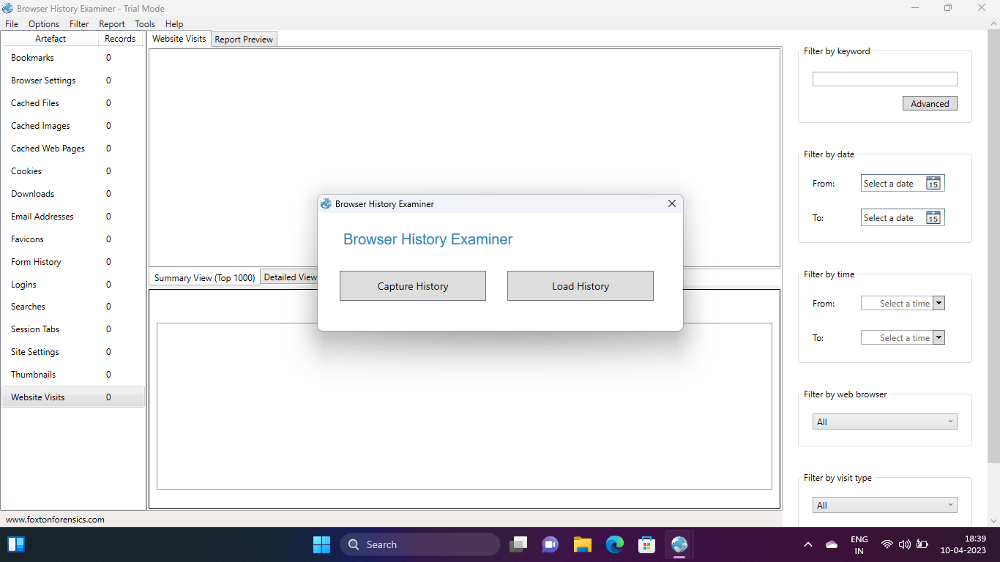 Browser History Examiner - Trial Mode
File Options Filter Report Tools Help
Artefact Records
Bookmarks 0
Browser Settings 0
Cached Files 0
Cached Images 0
Cached Web Pages 0
Cookies 0
Downloads 0
Email Addresses 0
Favicons 0
Form History 0
Logins 0
Searches 0
Session Tabs 0
Site Settings 0
Thumbnails 0
Website Visits 0
Website Visits Report Preview
Summary View (Top 1000) Detailed View
Browser History Examiner
Browser History Examiner
Capture History Load History
Filter by keyword
Advanced
Filter by date
From: Select a date 15
To: Select a date 15
Filter by time
From: Select a time
To: Select a time
Filter by web browser
All
Filter by visit type
All
www.foxtonforensics.com
Search
ENG
IN
18:39
10-04-2023